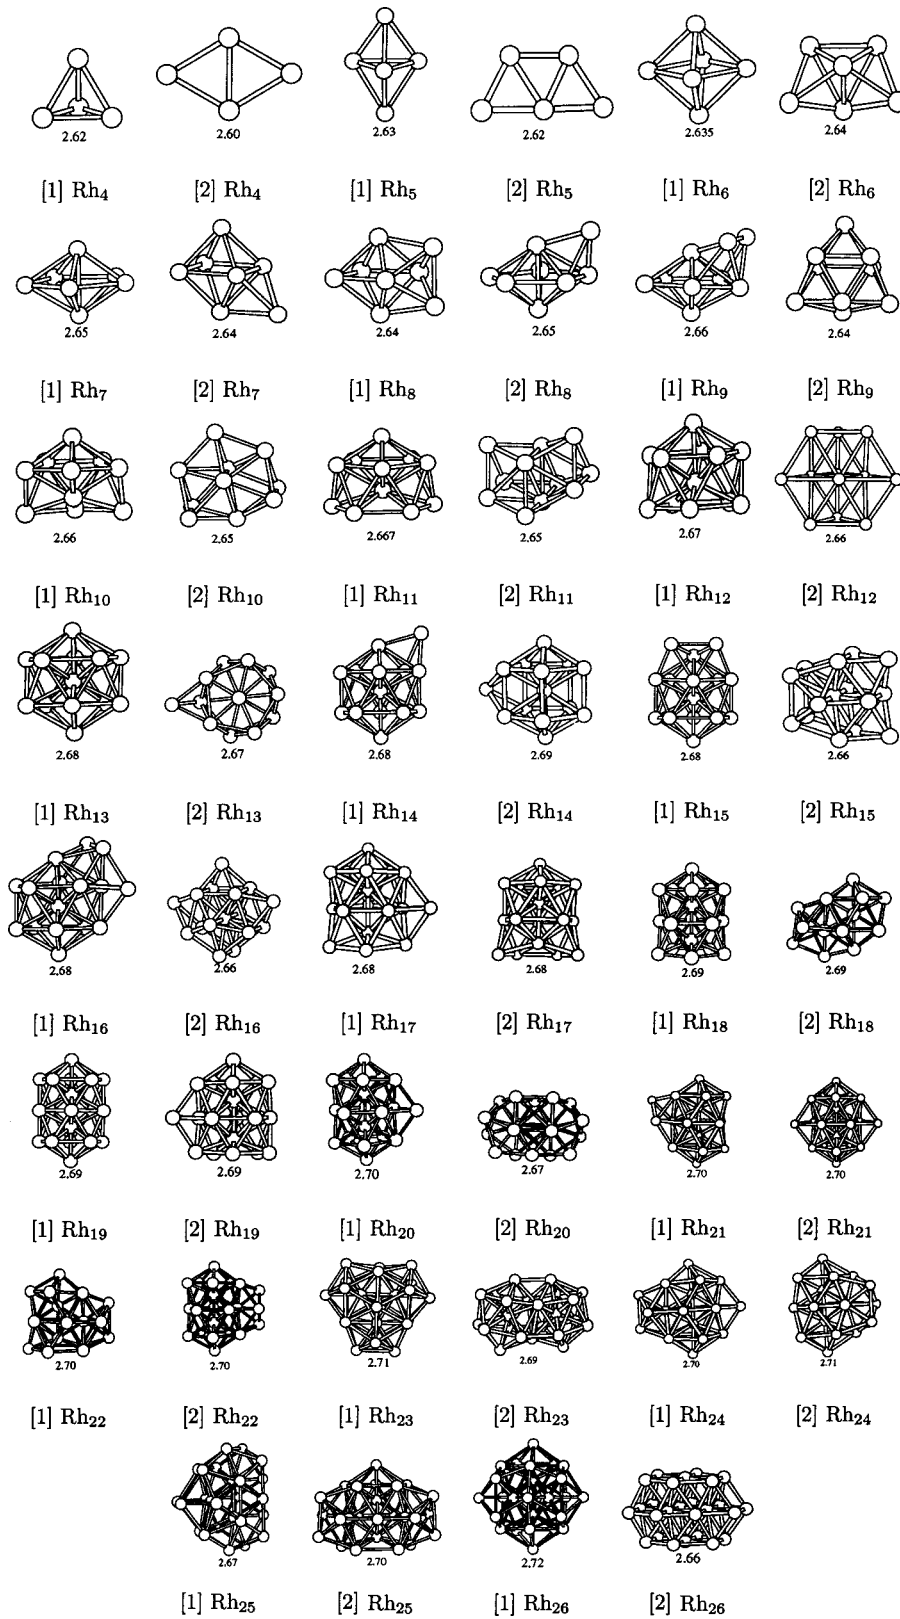 2.62 2.60 2.63 2.62 2.635 2.64
[1] Rh₄ [2] Rh₄ [1] Rh₅ [2] Rh₅ [1] Rh₆ [2] Rh₆
2.65 2.64 2.64 2.65 2.66 2.64
[1] Rh₇ [2] Rh₇ [1] Rh₈ [2] Rh₈ [1] Rh₉ [2] Rh₉
2.66 2.65 2.667 2.65 2.67 2.66
[1] Rh₁₀ [2] Rh₁₀ [1] Rh₁₁ [2] Rh₁₁ [1] Rh₁₂ [2] Rh₁₂
2.68 2.67 2.68 2.69 2.68 2.66
[1] Rh₁₃ [2] Rh₁₃ [1] Rh₁₄ [2] Rh₁₄ [1] Rh₁₅ [2] Rh₁₅
2.68 2.66 2.68 2.68 2.69 2.69
[1] Rh₁₆ [2] Rh₁₆ [1] Rh₁₇ [2] Rh₁₇ [1] Rh₁₈ [2] Rh₁₈
2.69 2.69 2.70 2.67 2.70 2.70
[1] Rh₁₉ [2] Rh₁₉ [1] Rh₂₀ [2] Rh₂₀ [1] Rh₂₁ [2] Rh₂₁
2.70 2.70 2.71 2.69 2.70 2.71
[1] Rh₂₂ [2] Rh₂₂ [1] Rh₂₃ [2] Rh₂₃ [1] Rh₂₄ [2] Rh₂₄
2.67 2.70 2.72 2.66
[1] Rh₂₅ [2] Rh₂₅ [1] Rh₂₆ [2] Rh₂₆